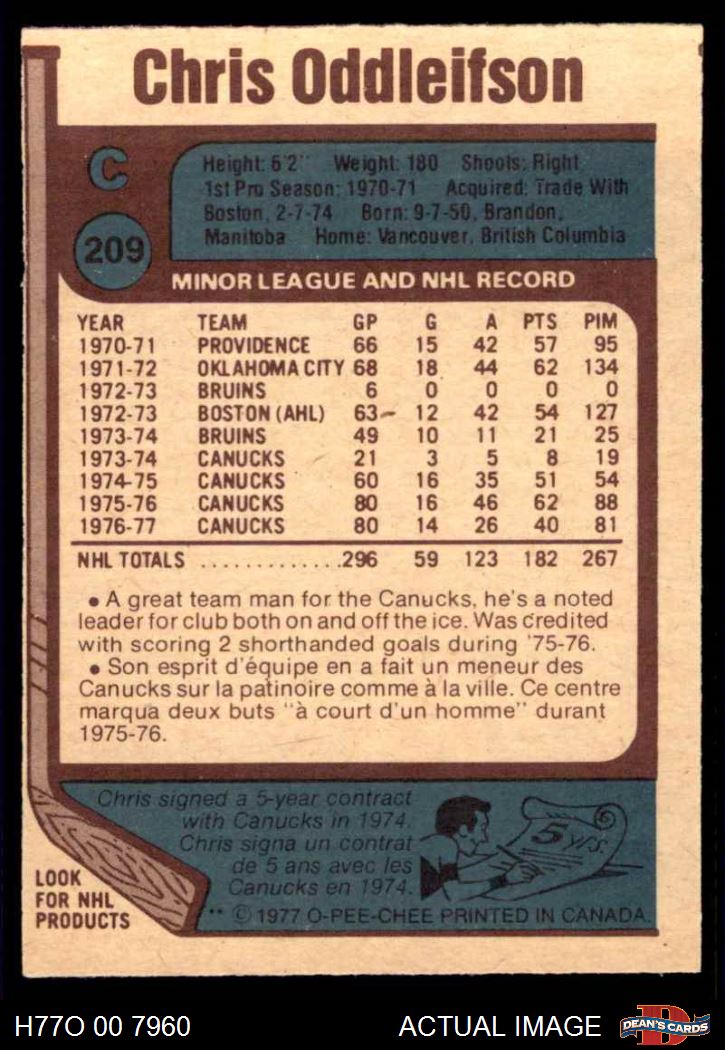 Chris Oddleifson
C
209
Height: 6'2" Weight: 180 Shoots: Right
1st Pro Season: 1970-71 Acquired: Trade With
Boston, 2-7-74 Born: 9-7-50, Brandon,
Manitoba Home: Vancouver, British Columbia
MINOR LEAGUE AND NHL RECORD
YEAR TEAM GP G A PTS PIM
1970-71 PROVIDENCE 66 15 42 57 95
1971-72 OKLAHOMA CITY 68 18 44 62 134
1972-73 BRUINS 6 0 0 0 0
1972-73 BOSTON (AHL) 63 12 42 54 127
1973-74 BRUINS 49 10 11 21 25
1973-74 CANUCKS 21 3 5 8 19
1974-75 CANUCKS 60 16 35 51 54
1975-76 CANUCKS 80 16 46 62 88
1976-77 CANUCKS 80 14 26 40 81
NHL TOTALS ..............296 59 123 182 267
• A great team man for the Canucks, he's a noted
leader for club both on and off the ice. Was credited
with scoring 2 shorthanded goals during '75-76.
• Son esprit d'équipe en a fait un meneur des
Canucks sur la patinoire comme à la ville. Ce centre
marqua deux buts "à court d'un homme" durant
1975-76.
Chris signed a 5-year contract
with Canucks in 1974.
Chris signa un contrat
de 5 ans avec les
Canucks en 1974.
5 yrs.
LOOK
FOR NHL
PRODUCTS
** © 1977 O-PEE-CHEE PRINTED IN CANADA.
H77O 00 7960 ACTUAL IMAGE
D
DEAN'S CARDS